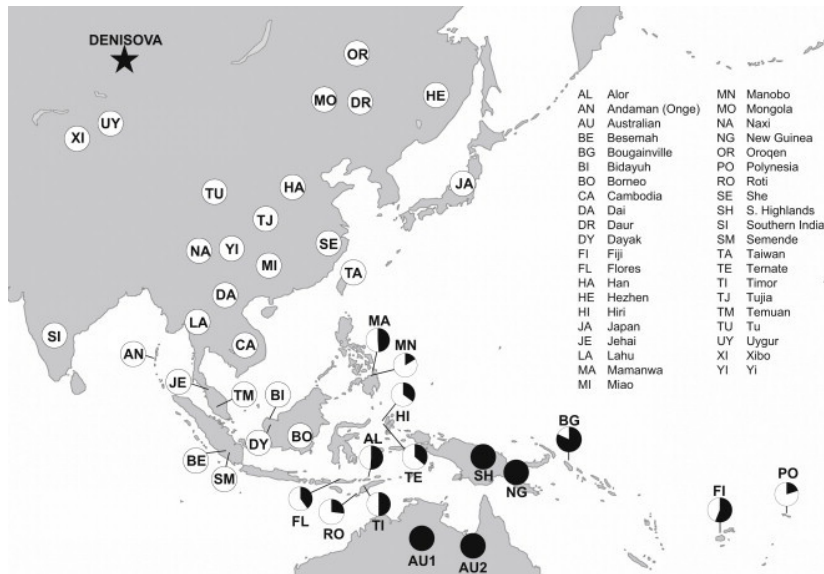 DENISOVA
OR
MO
DR
HE
UY
XI
TU
HA
JA
TJ
NA
YI
SE
MI
TA
DA
LA
SI
CA
AN
MA
MN
JE
TM
BI
HI
BO
DY
AL
BG
BE
SM
TE
SH
NG
FL
RO
TI
FI
PO
AU1
AU2
AL Alor
AN Andaman (Onge)
AU Australian
BE Besemah
BG Bougainville
BI Bidayuh
BO Borneo
CA Cambodia
DA Dai
DR Daur
DY Dayak
FI Fiji
FL Flores
HA Han
HE Hezhen
HI Hiri
JA Japan
JE Jehai
LA Lahu
MA Mamanwa
MI Miao
MN Manobo
MO Mongola
NA Naxi
NG New Guinea
OR Oroqen
PO Polynesia
RO Roti
SE She
SH S. Highlands
SI Southern India
SM Semende
TA Taiwan
TE Ternate
TI Timor
TJ Tujia
TM Temuan
TU Tu
UY Uygur
XI Xibo
YI Yi